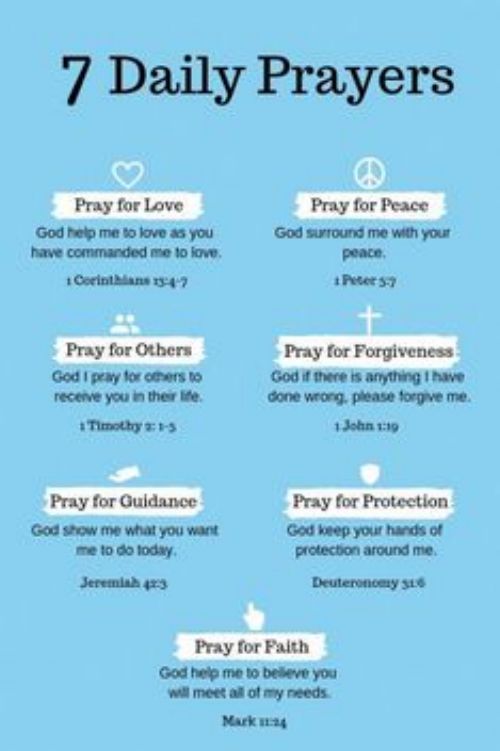 7 Daily Prayers
Pray for Love
God help me to love as you
have commanded me to love.
1 Corinthians 13:4-7
Pray for Peace
God surround me with your
peace.
1 Peter 5:7
Pray for Others
God I pray for others to
receive you in their life.
1 Timothy 2: 1-5
Pray for Forgiveness
God if there is anything I have
done wrong, please forgive me.
1 John 1:19
Pray for Guidance
God show me what you want
me to do today.
Jeremiah 42:3
Pray for Protection
God keep your hands of
protection around me.
Deuteronomy 31:6
Pray for Faith
God help me to believe you
will meet all of my needs.
Mark 11:24